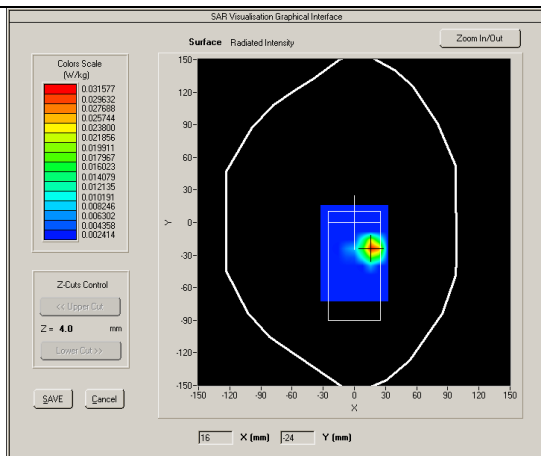 SAR Visualisation Graphical Interface
Surface Radiated Intensity
Zoom In/Out
Colors Scale
(W/kg)
0.031577
0.029632
0.027688
0.025744
0.023800
0.021856
0.019911
0.017967
0.016023
0.014079
0.012135
0.010191
0.008246
0.006302
0.004358
0.002414
Z-Cuts Control
<< Upper Cut
Z = 4.0 mm
Lower Cut >>
SAVE Cancel
150
120
90
60
30
0
-30
-60
-90
-120
-150
Y
-150 -120 -90 -60 -30 0 30 60 90 120 150
X
16 X (mm) -24 Y (mm)